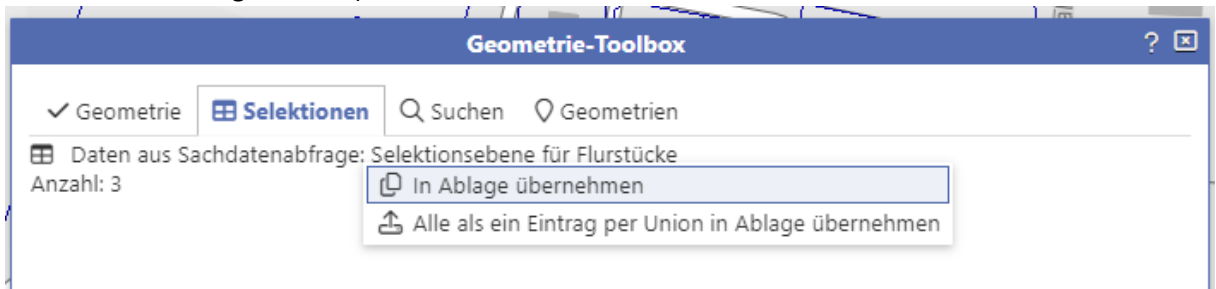 Geometrie-Toolbox ?
Geometrie Selektionen Suchen Geometrien
Daten aus Sachdatenabfrage: Selektionsebene für Flurstücke
Anzahl: 3
In Ablage übernehmen
Alle als ein Eintrag per Union in Ablage übernehmen